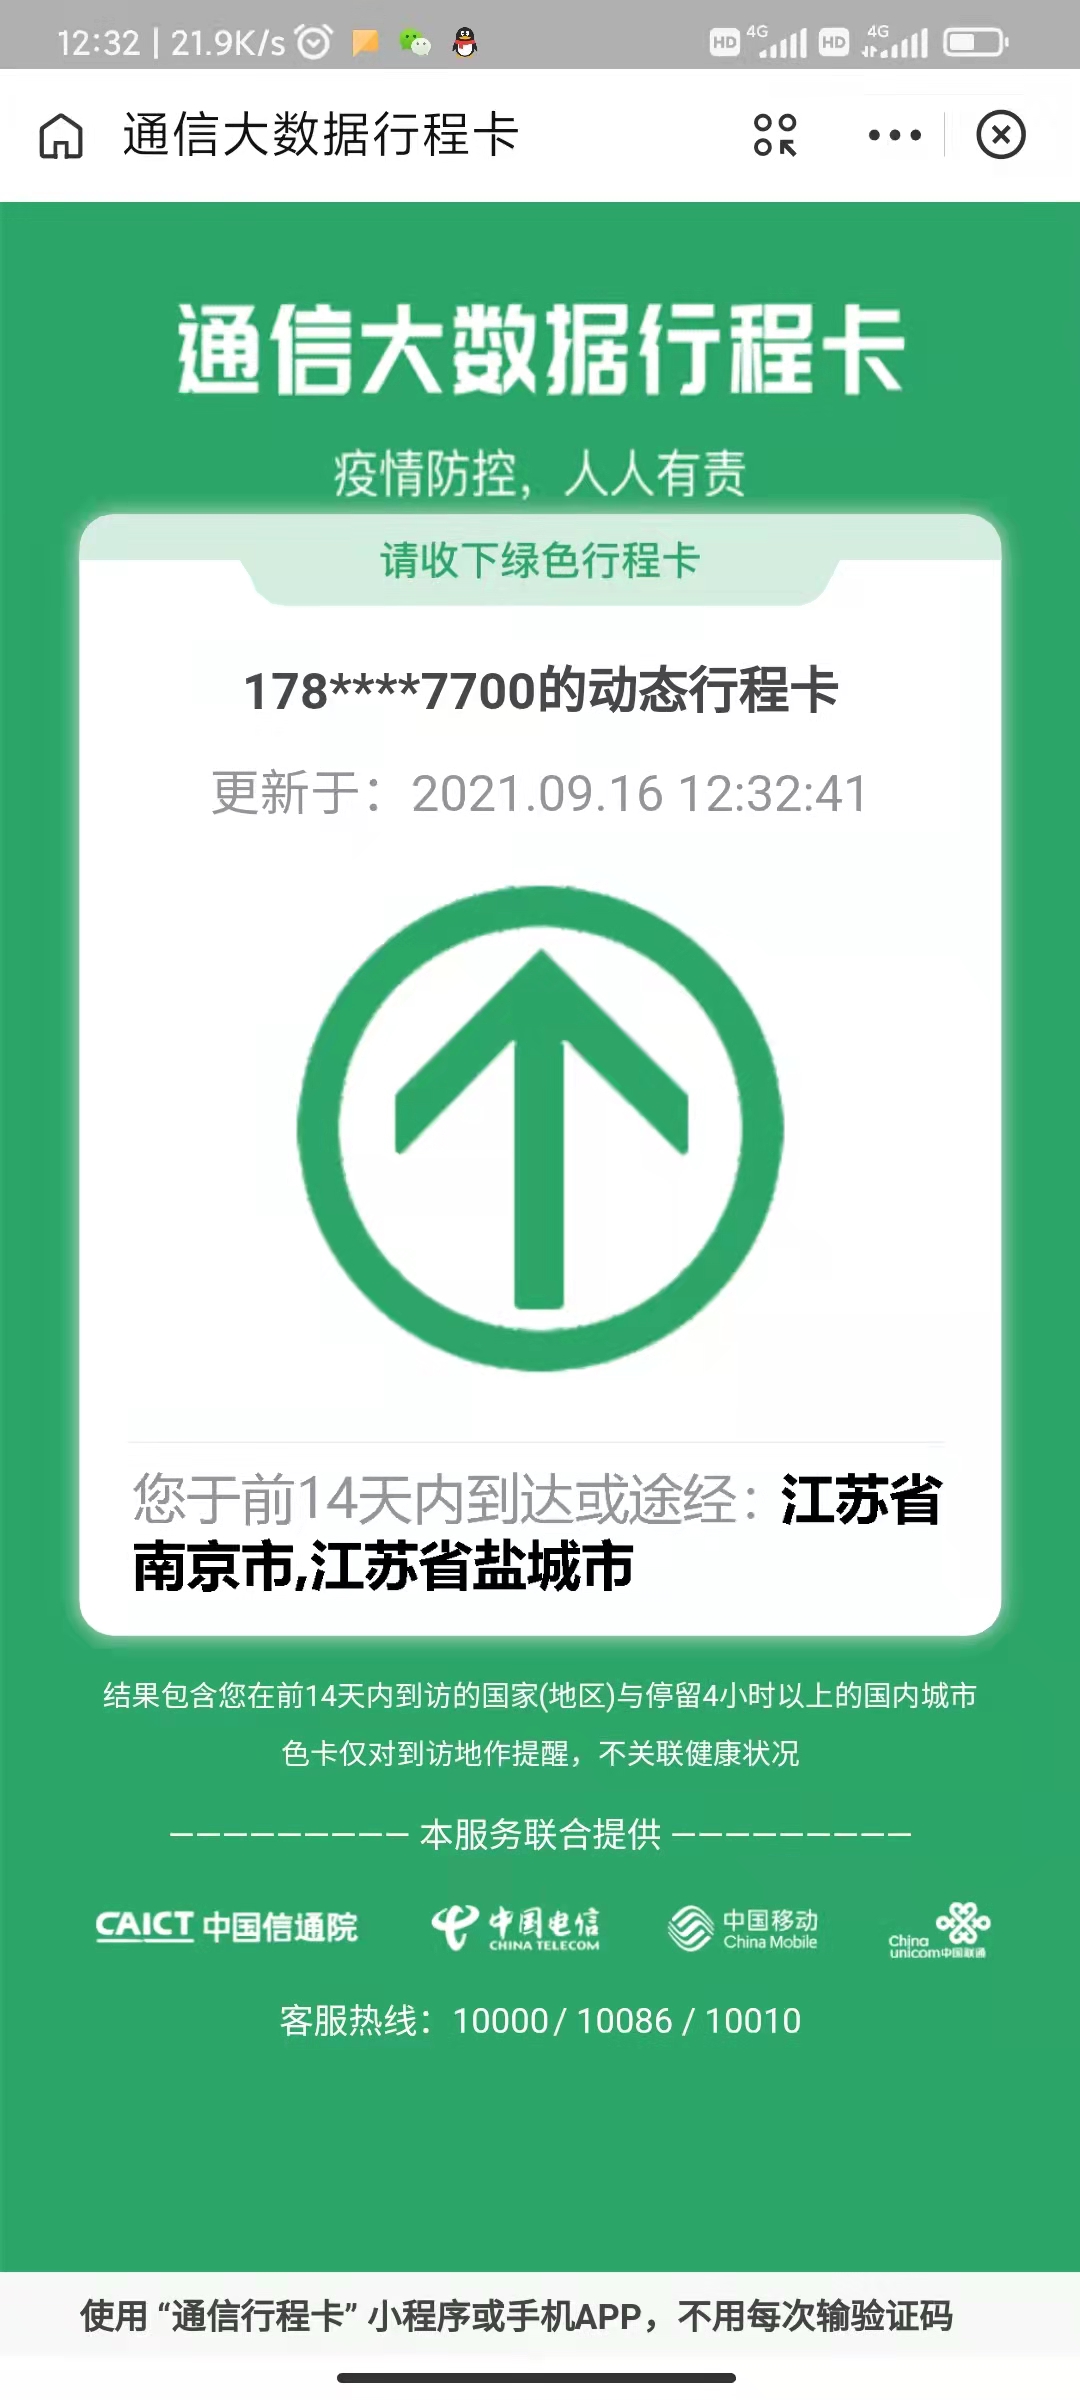 12:32 | 21.9K/s HD 4G HD 4G
通信大数据行程卡
通信大数据行程卡
疫情防控，人人有责
请收下绿色行程卡
178****7700的动态行程卡
更新于：2021.09.16 12:32:41
您于前14天内到达或途经：江苏省
南京市,江苏省盐城市
结果包含您在前14天内到访的国家(地区)与停留4小时以上的国内城市
色卡仅对到访地作提醒，不关联健康状况
————————— 本服务联合提供 —————————
CAICT 中国信通院 中国电信 CHINA TELECOM 中国移动 China Mobile China unicom中国联通
客服热线：10000/ 10086 / 10010
使用 “通信行程卡” 小程序或手机APP，不用每次输验证码